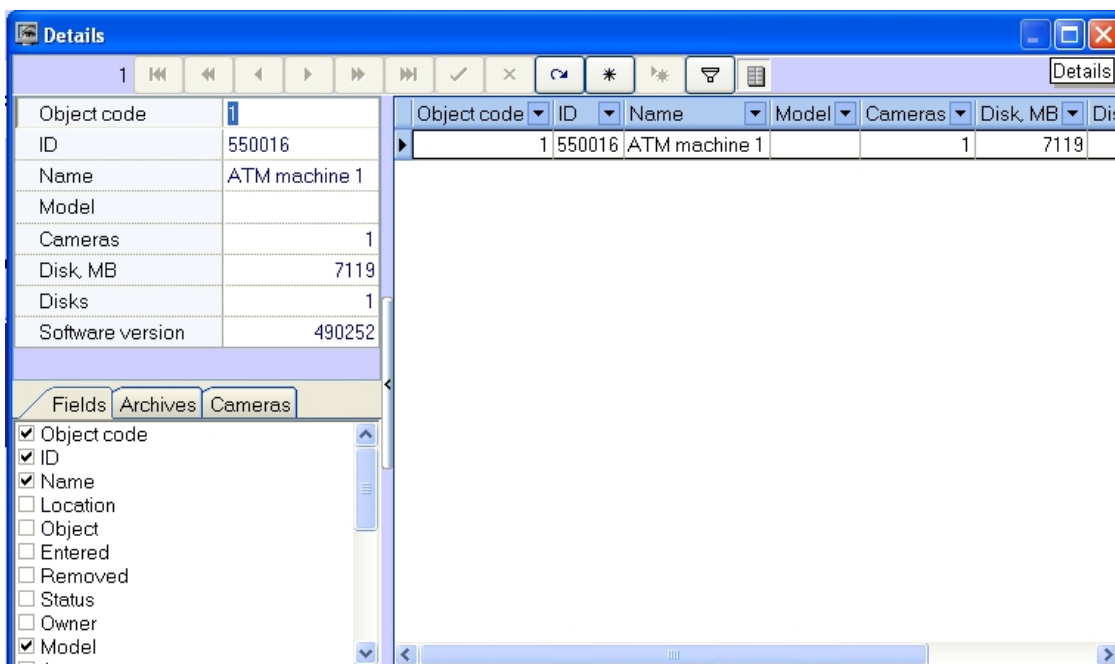 Details
1
Details
Object code 1
ID 550016
Name ATM machine 1
Model
Cameras 1
Disk, MB 7119
Disks 1
Software version 490252
Object code ID Name Model Cameras Disk, MB Di
1 550016 ATM machine 1 1 7119
Fields Archives Cameras
Object code
ID
Name
Location
Object
Entered
Removed
Status
Owner
Model